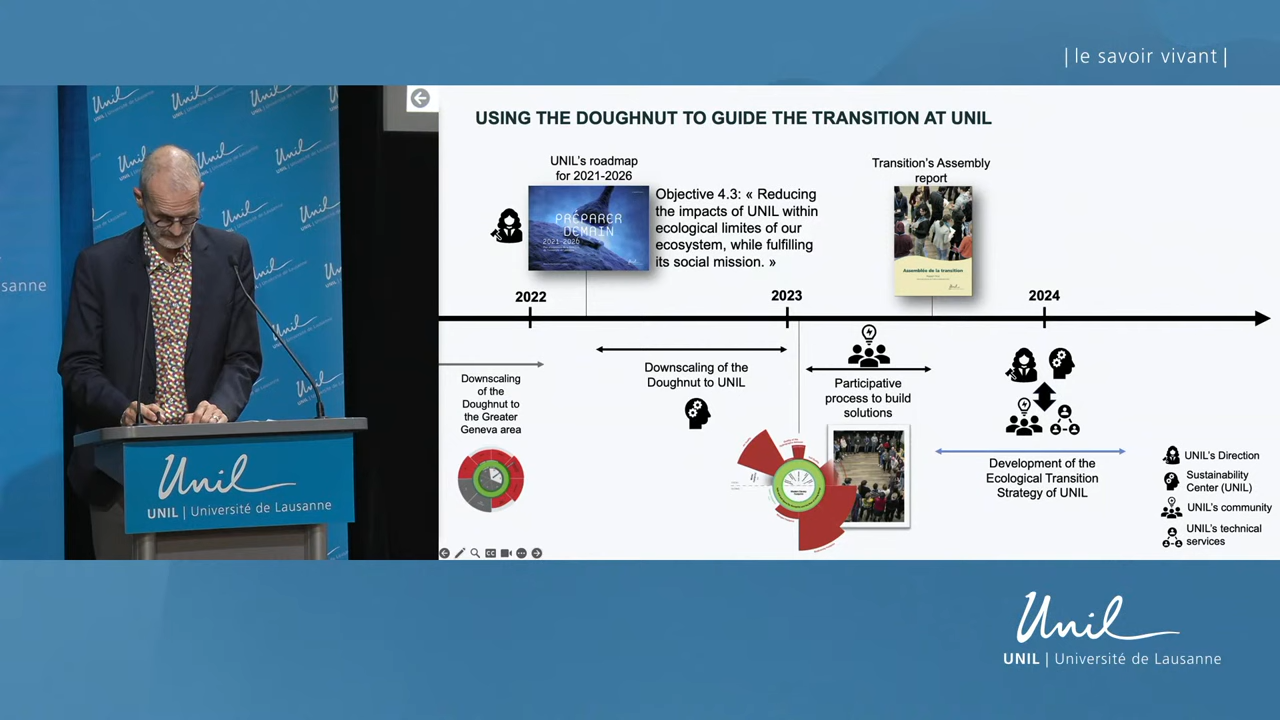 | le savoir vivant |
USING THE DOUGHNUT TO GUIDE THE TRANSITION AT UNIL
UNIL's roadmap
for 2021-2026
PRÉPARER
DEMAIN
2021-2026
Objective 4.3: « Reducing
the impacts of UNIL within
ecological limites of our
ecosystem, while fulfilling
its social mission. »
Transition's Assembly
report
Assemblée de la transition
Unil
2022
2023
2024
Downscaling
of the
Doughnut to
the Greater
Geneva area
Downscaling of the
Doughnut to UNIL
Participative
process to build
solutions
Development of the
Ecological Transition
Strategy of UNIL
UNIL's Direction
Sustainability
Center (UNIL)
UNIL's community
UNIL's technical
services
sanne
Unil
UNIL | Université de Lausanne
Unil
UNIL | Université de Lausanne